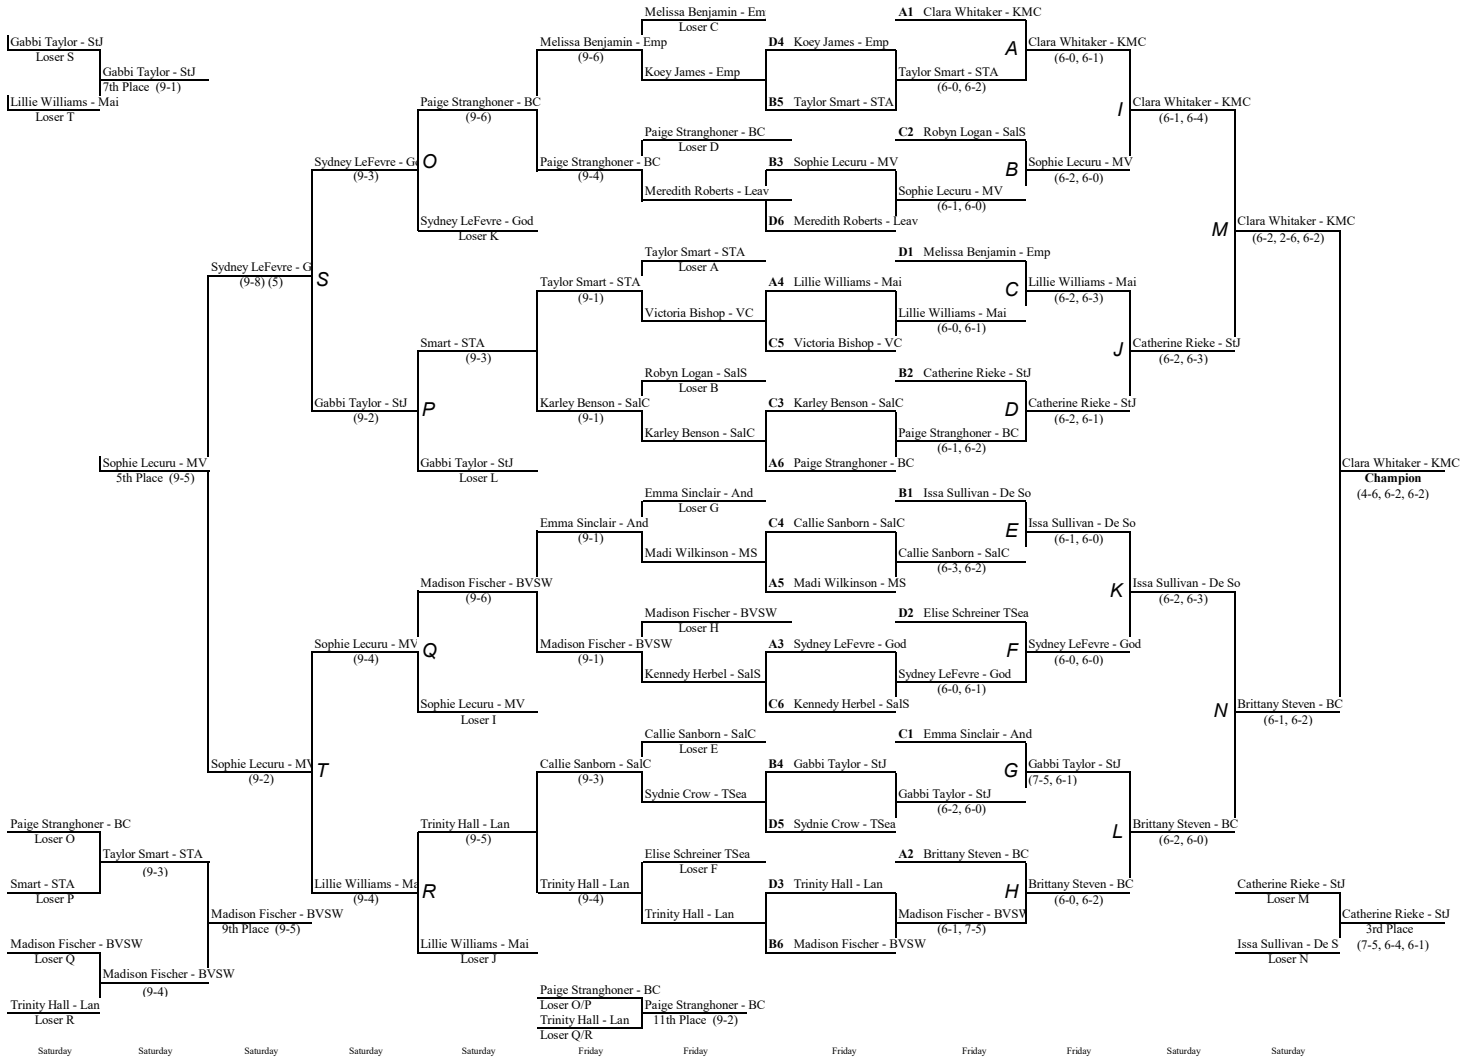 Melissa Benjamin - Em
A1 Clara Whitaker - KMC
Loser C
Gabbi Taylor - StJ
Melissa Benjamin - Emp
D4 Koey James - Emp
A
Clara Whitaker - KMC
Loser S
(9-6)
(6-0, 6-1)
Gabbi Taylor - StJ
Koey James - Emp
Taylor Smart - STA
7th Place (9-1)
(6-0, 6-2)
Lillie Williams - Mai
Paige Stranghoner - BC
B5 Taylor Smart - STA
I
Clara Whitaker - KMC
Loser T
(9-6)
(6-1, 6-4)
Paige Stranghoner - BC
C2 Robyn Logan - SalS
Loser D
Sydney LeFevre - Go
O
Paige Stranghoner - BC
B3 Sophie Lecuru - MV
B
Sophie Lecuru - MV
(9-3)
(9-4)
(6-2, 6-0)
Meredith Roberts - Leav
Sophie Lecuru - MV
(6-1, 6-0)
Sydney LeFevre - God
D6 Meredith Roberts - Leav
M
Clara Whitaker - KMC
Loser K
(6-2, 2-6, 6-2)
Taylor Smart - STA
D1 Melissa Benjamin - Emp
Loser A
Sydney LeFevre - G
S
Taylor Smart - STA
A4 Lillie Williams - Mai
C
Lillie Williams - Mai
(9-8) (5)
(9-1)
(6-2, 6-3)
Victoria Bishop - VC
Lillie Williams - Mai
(6-0, 6-1)
Smart - STA
C5 Victoria Bishop - VC
J
Catherine Rieke - StJ
(9-3)
(6-2, 6-3)
Robyn Logan - SalS
B2 Catherine Rieke - StJ
Loser B
Gabbi Taylor - StJ
P
Karley Benson - SalC
C3 Karley Benson - SalC
D
Catherine Rieke - StJ
(9-2)
(9-1)
(6-2, 6-1)
Karley Benson - SalC
Paige Stranghoner - BC
(6-1, 6-2)
Sophie Lecuru - MV
Gabbi Taylor - StJ
A6 Paige Stranghoner - BC
Clara Whitaker - KMC
5th Place (9-5)
Loser L
Champion
(4-6, 6-2, 6-2)
Emma Sinclair - And
B1 Issa Sullivan - De So
Loser G
Emma Sinclair - And
C4 Callie Sanborn - SalC
E
Issa Sullivan - De So
(9-1)
(6-1, 6-0)
Madi Wilkinson - MS
Callie Sanborn - SalC
(6-3, 6-2)
Madison Fischer - BVSW
A5 Madi Wilkinson - MS
K
Issa Sullivan - De So
(9-6)
(6-2, 6-3)
Madison Fischer - BVSW
D2 Elise Schreiner TSea
Loser H
Sophie Lecuru - MV
Q
Madison Fischer - BVSW
A3 Sydney LeFevre - God
F
Sydney LeFevre - God
(9-4)
(9-1)
(6-0, 6-0)
Kennedy Herbel - SalS
Sydney LeFevre - God
(6-0, 6-1)
Sophie Lecuru - MV
C6 Kennedy Herbel - SalS
N
Brittany Steven - BC
Loser I
(6-1, 6-2)
Callie Sanborn - SalC
C1 Emma Sinclair - And
Loser E
Sophie Lecuru - MV
T
Callie Sanborn - SalC
B4 Gabbi Taylor - StJ
G
Gabbi Taylor - StJ
(9-2)
(9-3)
(7-5, 6-1)
Sydnie Crow - TSea
Gabbi Taylor - StJ
(6-2, 6-0)
Paige Stranghoner - BC
Trinity Hall - Lan
D5 Sydnie Crow - TSea
L
Brittany Steven - BC
Loser O
(9-5)
(6-2, 6-0)
Taylor Smart - STA
Elise Schreiner TSea
A2 Brittany Steven - BC
(9-3)
Loser F
Smart - STA
Lillie Williams - Ma
R
Trinity Hall - Lan
D3 Trinity Hall - Lan
H
Brittany Steven - BC
Catherine Rieke - StJ
Loser P
(9-4)
(9-4)
(6-0, 6-2)
Loser M
Madison Fischer - BVSW
Trinity Hall - Lan
Madison Fischer - BVSW
Catherine Rieke - StJ
9th Place (9-5)
(6-1, 7-5)
3rd Place
Madison Fischer - BVSW
Lillie Williams - Mai
B6 Madison Fischer - BVSW
Issa Sullivan - De S
(7-5, 6-4, 6-1)
Loser Q
Loser J
Loser N
Madison Fischer - BVSW
(9-4)
Paige Stranghoner - BC
Trinity Hall - Lan
Loser O/P
Paige Stranghoner - BC
Loser R
Trinity Hall - Lan
11th Place (9-2)
Loser Q/R
Saturday Saturday Saturday Saturday Saturday Friday Friday Friday Friday Friday Saturday Saturday